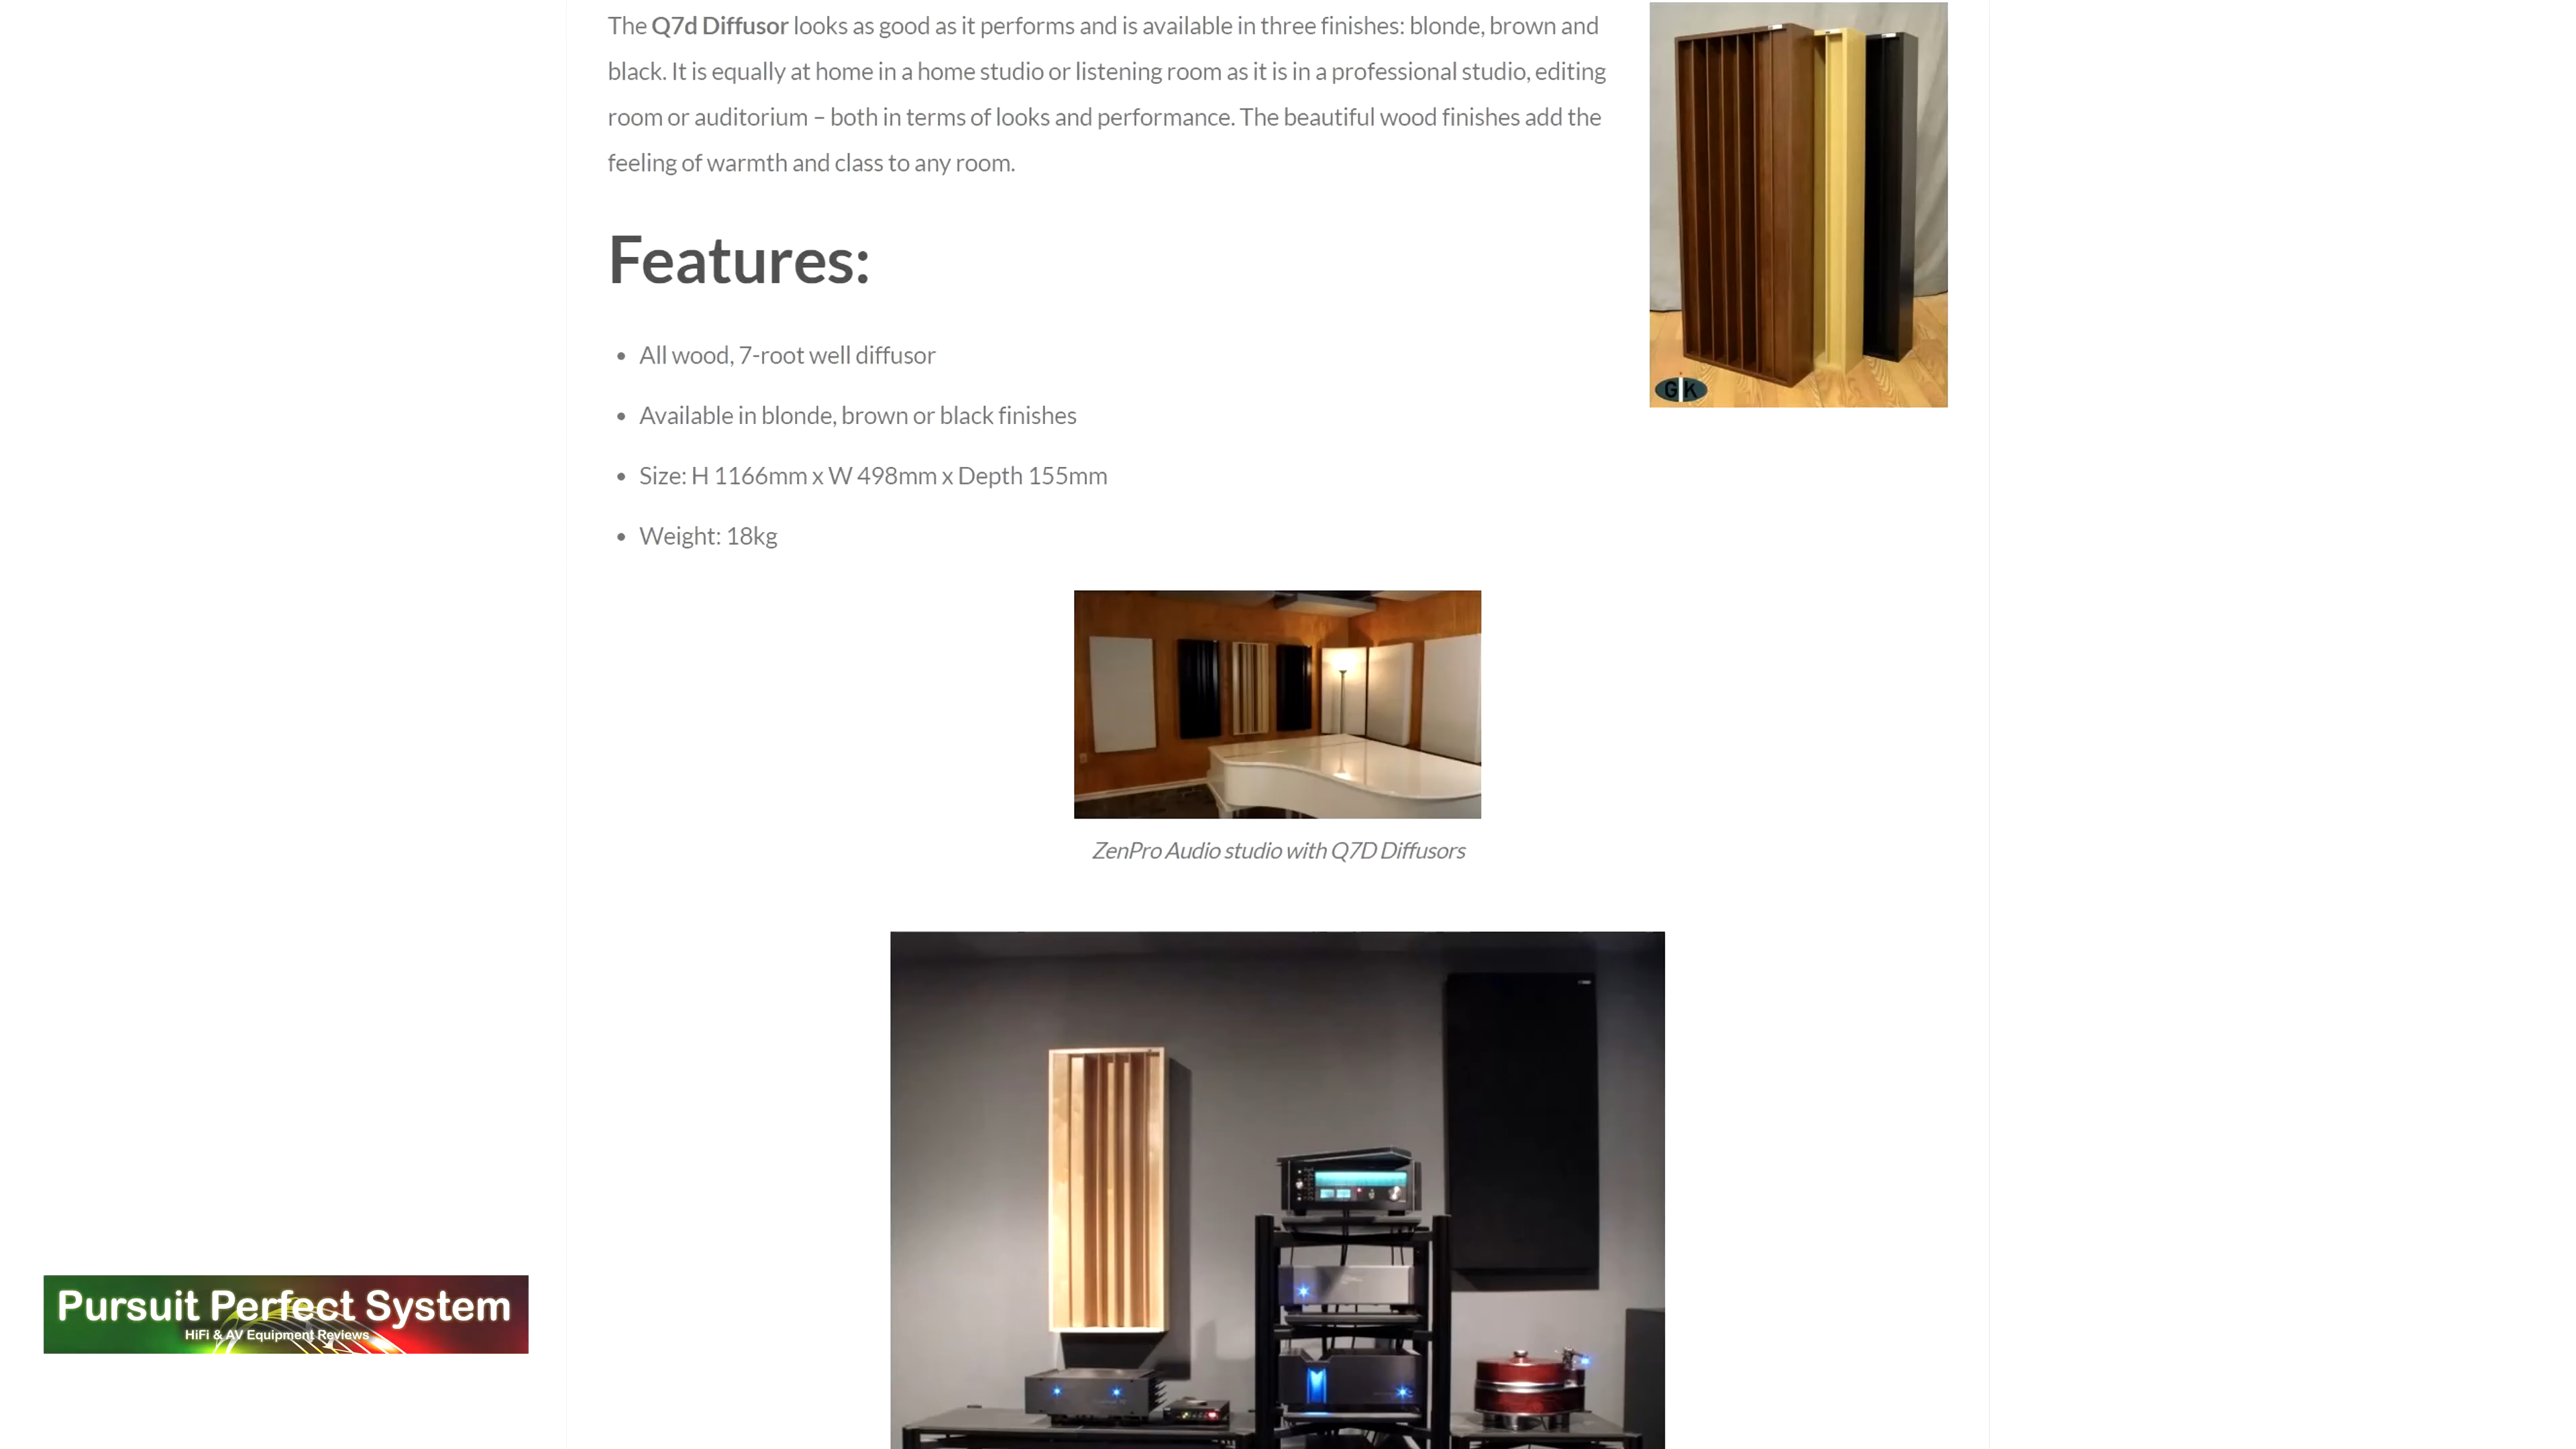 The Q7d Diffusor looks as good as it performs and is available in three finishes: blonde, brown and
black. It is equally at home in a home studio or listening room as it is in a professional studio, editing
room or auditorium – both in terms of looks and performance. The beautiful wood finishes add the
feeling of warmth and class to any room.
GIK
Features:
• All wood, 7-root well diffusor
• Available in blonde, brown or black finishes
• Size: H 1166mm x W 498mm x Depth 155mm
• Weight: 18kg
ZenPro Audio studio with Q7D Diffusors
Pursuit Perfect System
HiFi & AV Equipment Reviews